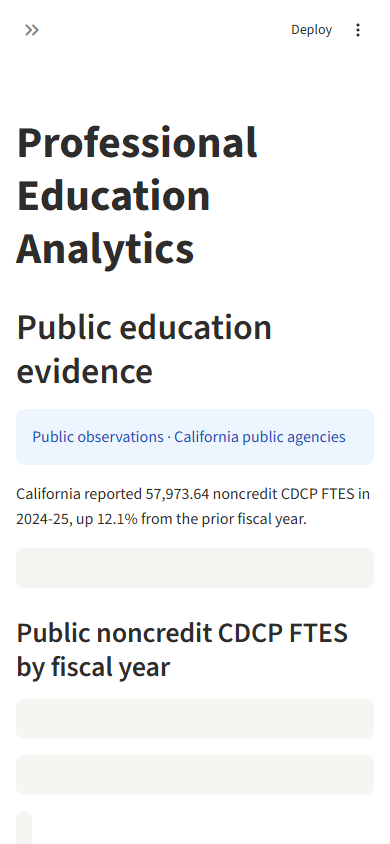 Deploy
Professional
Education
Analytics
Public education
evidence
Public observations · California public agencies
California reported 57,973.64 noncredit CDCP FTES in
2024-25, up 12.1% from the prior fiscal year.
Public noncredit CDCP FTES
by fiscal year